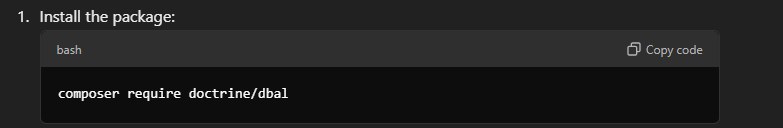 1. Install the package:
bash Copy code
composer require doctrine/dbal